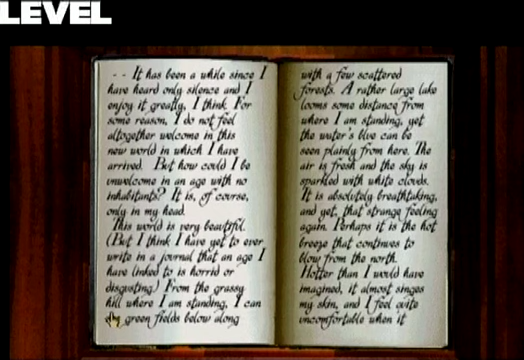 LEVEL
-- It has been a while since I
have heard only silence and I
enjoy it greatly, I think. For
some reason, I do not feel
altogether welcome in this
new world in which I have
arrived. But how could I be
unwelcome in an age with no
inhabitants? It is, of course,
only in my head.
This world is very beautiful.
(But I think I have yet to ever
write in a journal that an age I
have linked to is horrid or
disgusting.) From the grassy
hill where I am standing, I can
green fields below along
with a few scattered
forests. A rather large lake
looms some distance from
where I am standing, yet
the water's blue can be
seen plainly from here. The
air is fresh and the sky is
sparkled with white clouds.
It is absolutely breathtaking,
and yet, that strange feeling
again. Perhaps it is the hot
breeze that continues to
blow from the north.
Hotter than I would have
imagined, it almost singes
my skin, and I feel quite
uncomfortable when it